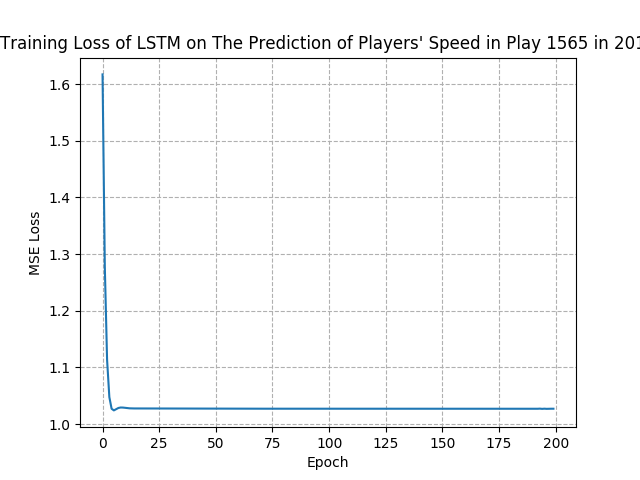 Training Loss of LSTM on The Prediction of Players' Speed in Play 1565 in 201
1.6
1.5
1.4
1.3
1.2
1.1
1.0
MSE Loss
0 25 50 75 100 125 150 175 200
Epoch